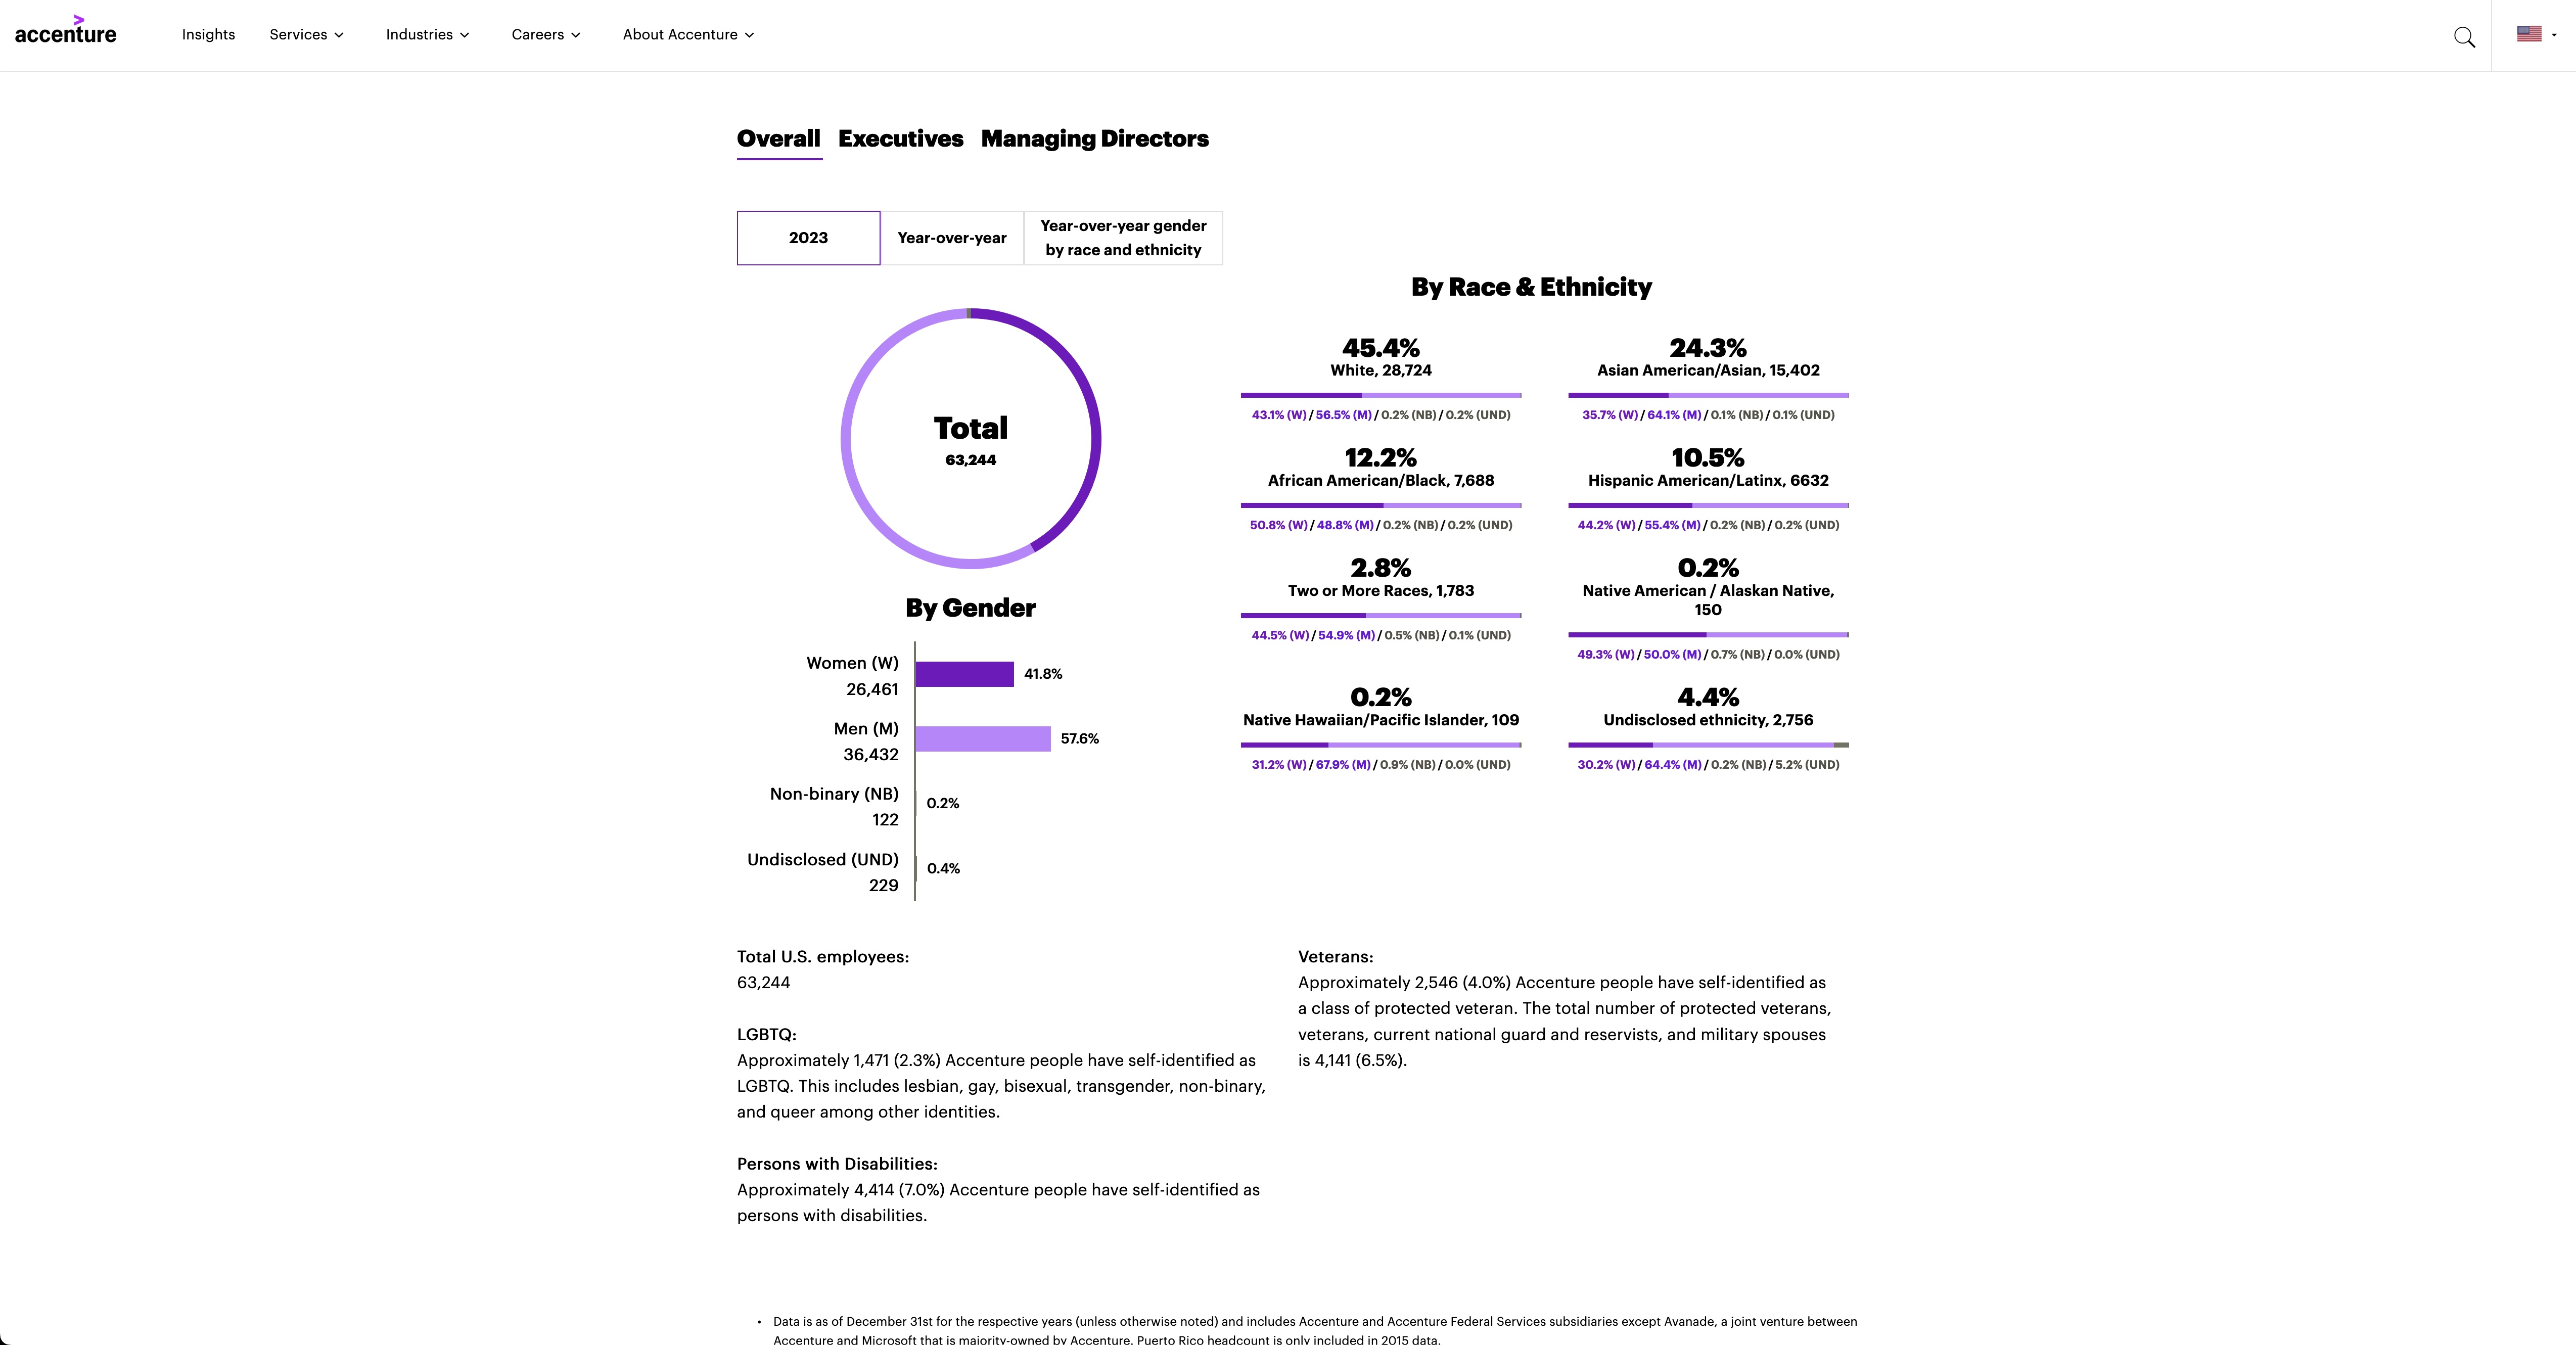 accenture
Insights
Services
Industries
Careers
About Accenture
Overall
Executives
Managing Directors
2023
Year-over-year
Year-over-year gender
by race and ethnicity
Total
63,244
By Gender
Women (W)
26,461
41.8%
Men (M)
36,432
57.6%
Non-binary (NB)
122
0.2%
Undisclosed (UND)
229
0.4%
By Race & Ethnicity
45.4%
White, 28,724
43.1% (W) / 56.5% (M) / 0.2% (NB) / 0.2% (UND)
24.3%
Asian American/Asian, 15,402
35.7% (W) / 64.1% (M) / 0.1% (NB) / 0.1% (UND)
12.2%
African American/Black, 7,688
50.8% (W) / 48.8% (M) / 0.2% (NB) / 0.2% (UND)
10.5%
Hispanic American/Latinx, 6632
44.2% (W) / 55.4% (M) / 0.2% (NB) / 0.2% (UND)
2.8%
Two or More Races, 1,783
44.5% (W) / 54.9% (M) / 0.5% (NB) / 0.1% (UND)
0.2%
Native American / Alaskan Native,
150
49.3% (W) / 50.0% (M) / 0.7% (NB) / 0.0% (UND)
0.2%
Native Hawaiian/Pacific Islander, 109
31.2% (W) / 67.9% (M) / 0.9% (NB) / 0.0% (UND)
4.4%
Undisclosed ethnicity, 2,756
30.2% (W) / 64.4% (M) / 0.2% (NB) / 5.2% (UND)
Total U.S. employees:
63,244
LGBTQ:
Approximately 1,471 (2.3%) Accenture people have self-identified as
LGBTQ. This includes lesbian, gay, bisexual, transgender, non-binary,
and queer among other identities.
Persons with Disabilities:
Approximately 4,414 (7.0%) Accenture people have self-identified as
persons with disabilities.
Veterans:
Approximately 2,546 (4.0%) Accenture people have self-identified as
a class of protected veteran. The total number of protected veterans,
veterans, current national guard and reservists, and military spouses
is 4,141 (6.5%).
• Data is as of December 31st for the respective years (unless otherwise noted) and includes Accenture and Accenture Federal Services subsidiaries except Avanade, a joint venture between
Accenture and Microsoft that is majority-owned by Accenture. Puerto Rico headcount is only included in 2015 data.